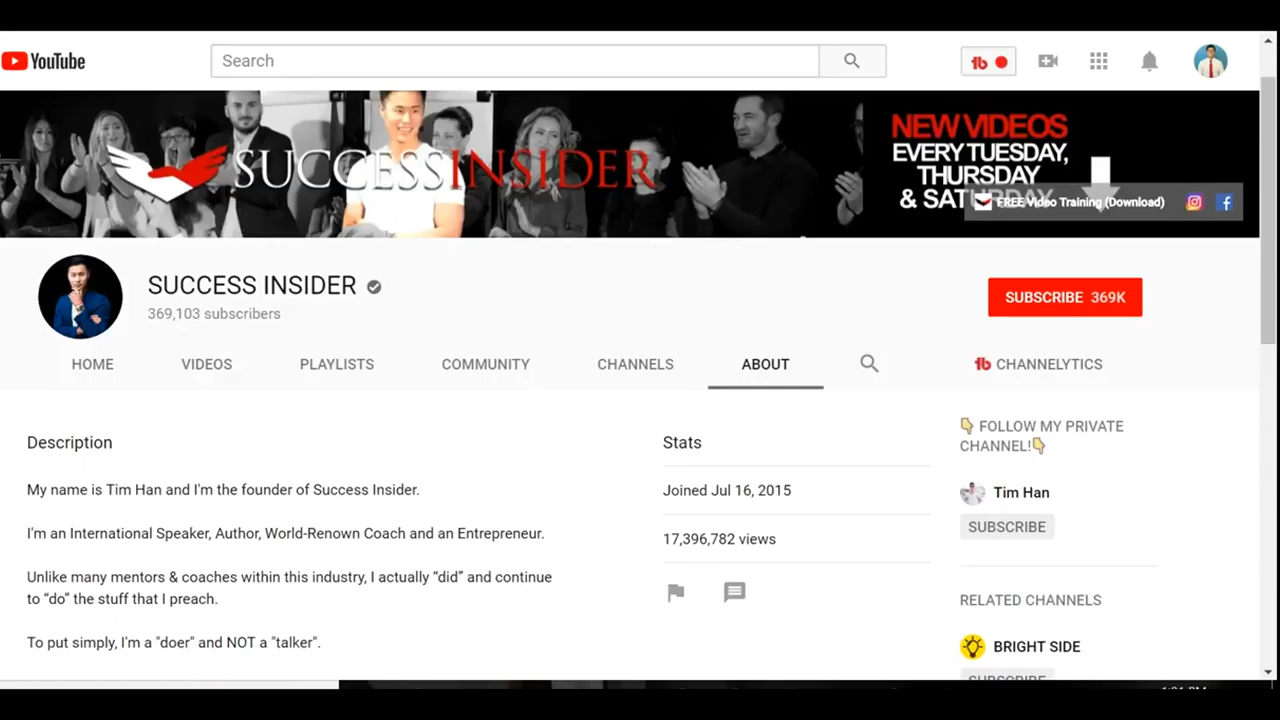 YouTube
Search
SUCCESSINSIDER
NEW VIDEOS
EVERY TUESDAY,
THURSDAY
& SATURDAY
FREE Video Training (Download)
SUCCESS INSIDER
369,103 subscribers
SUBSCRIBE 369K
HOME
VIDEOS
PLAYLISTS
COMMUNITY
CHANNELS
ABOUT
CHANNELYTICS
Description
My name is Tim Han and I'm the founder of Success Insider.
I'm an International Speaker, Author, World-Renown Coach and an Entrepreneur.
Unlike many mentors & coaches within this industry, I actually “did” and continue
to “do” the stuff that I preach.
To put simply, I'm a "doer" and NOT a "talker".
Stats
Joined Jul 16, 2015
17,396,782 views
FOLLOW MY PRIVATE
CHANNEL!
Tim Han
SUBSCRIBE
RELATED CHANNELS
BRIGHT SIDE
SUBSCRIBE